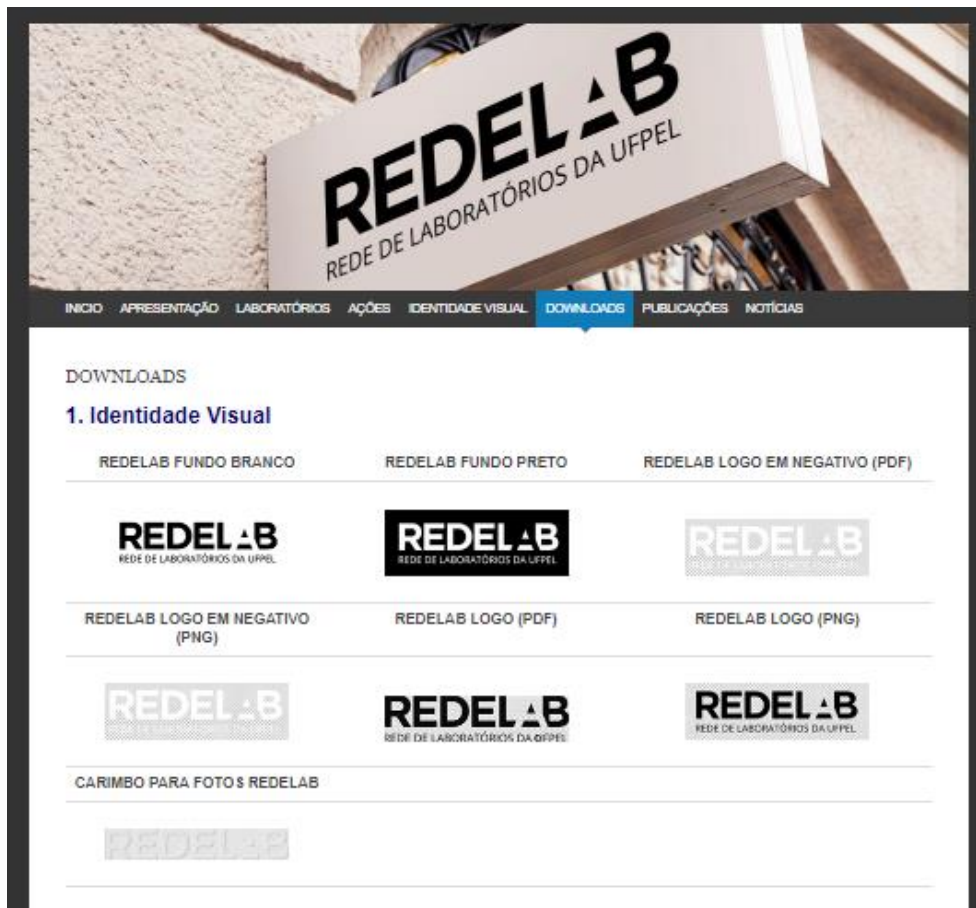 REDELAB
REDE DE LABORATÓRIOS DA UFPEL
INICIO APRESENTAÇÃO LABORATÓRIOS AÇÕES IDENTIDADE VISUAL DOWNLOADS PUBLICAÇÕES NOTÍCIAS
DOWNLOADS
1. Identidade Visual
REDELAB FUNDO BRANCO REDELAB FUNDO PRETO REDELAB LOGO EM NEGATIVO (PDF)
REDELAB REDELAB REDELAB
REDE DE LABORATÓRIOS DA UFPEL REDE DE LABORATÓRIOS DA UFPEL
REDELAB LOGO EM NEGATIVO REDELAB LOGO (PDF) REDELAB LOGO (PNG)
(PNG)
REDELAB REDELAB REDELAB
REDE DE LABORATÓRIOS DA UFPEL REDE DE LABORATÓRIOS DA UFPEL
CARIMBO PARA FOTOS REDELAB
REDELAB